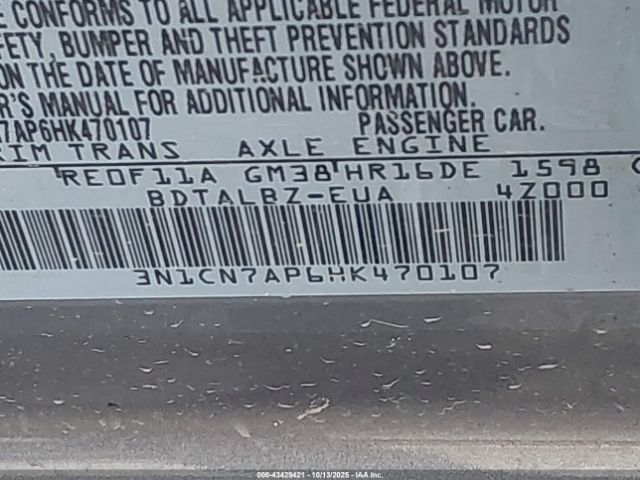 E CONFORMS TO ALL APPLICABLE FEDERAL MOTOR
FETY, BUMPER AND THEFT PREVENTION STANDARDS
ON THE DATE OF MANUFACTURE SHOWN ABOVE.
R'S MANUAL FOR ADDITIONAL INFORMATION.
7AP6HK470107 PASSENGER CAR.
RIM TRANS AXLE ENGINE
RE0F11A GM38 HR16DE 1598
BDTALBZ-EUA 4Z000
3N1CN7AP6HK470107
000-43429421 - 10/13/2025 - IAA Inc.